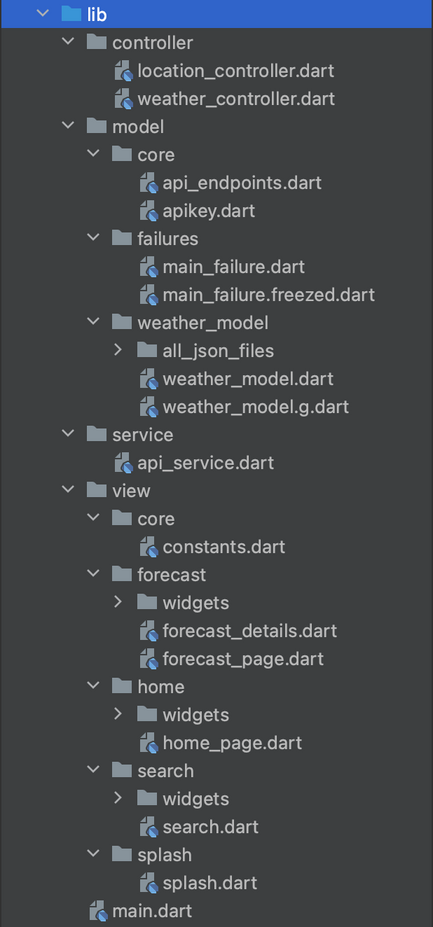 lib
controller
location_controller.dart
weather_controller.dart
model
core
api_endpoints.dart
apikey.dart
failures
main_failure.dart
main_failure.freezed.dart
weather_model
all_json_files
weather_model.dart
weather_model.g.dart
service
api_service.dart
view
core
constants.dart
forecast
widgets
forecast_details.dart
forecast_page.dart
home
widgets
home_page.dart
search
widgets
search.dart
splash
splash.dart
main.dart